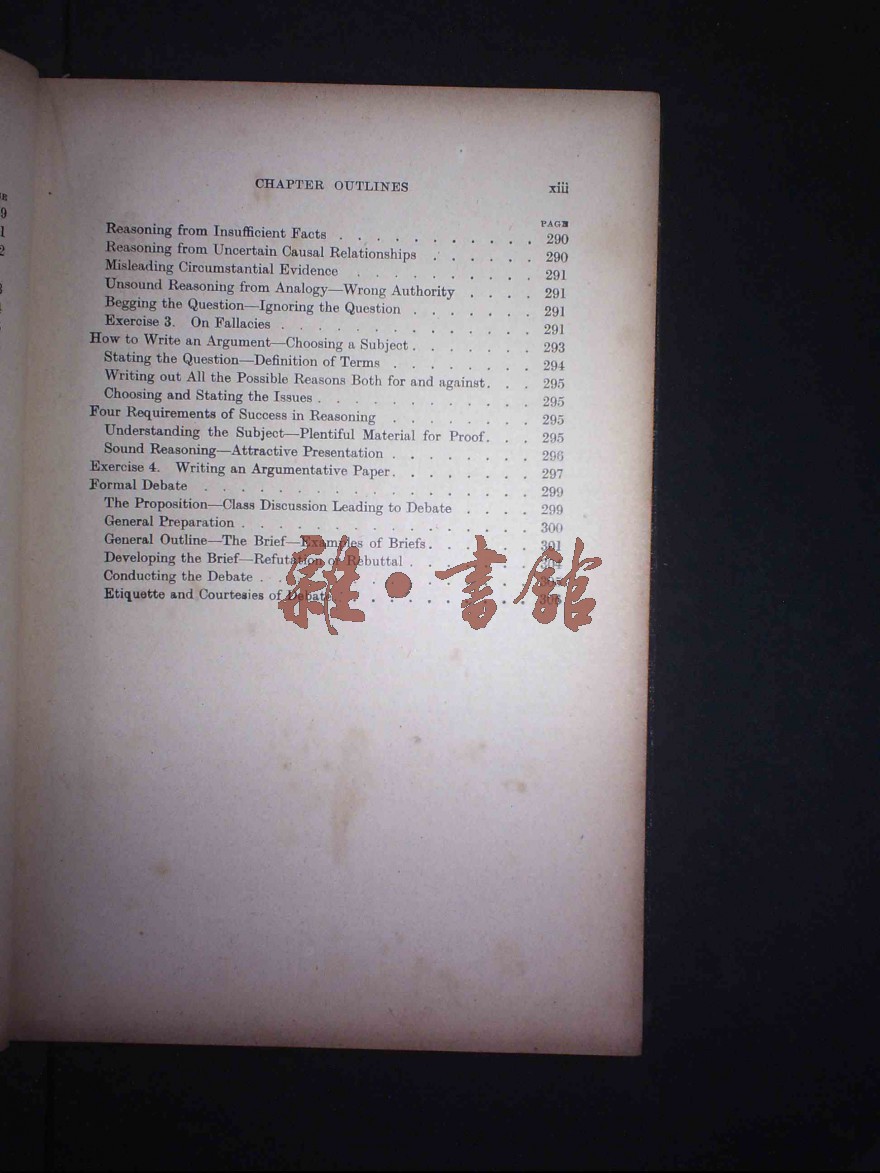 CHAPTER OUTLINES xiii
PAGE
Reasoning from Insufficient Facts . . . . . . . . . . 290
Reasoning from Uncertain Causal Relationships . . . . . . 290
Misleading Circumstantial Evidence . . . . . . . . . 291
Unsound Reasoning from Analogy—Wrong Authority . . . . 291
Begging the Question—Ignoring the Question . . . . . . . 291
Exercise 3. On Fallacies . . . . . . . . . . . . . 291
How to Write an Argument—Choosing a Subject . . . . . . . 293
Stating the Question—Definition of Terms . . . . . . . . 294
Writing out All the Possible Reasons Both for and against . . . 295
Choosing and Stating the Issues . . . . . . . . . . . 295
Four Requirements of Success in Reasoning . . . . . . . . 295
Understanding the Subject—Plentiful Material for Proof . . . 295
Sound Reasoning—Attractive Presentation . . . . . . . . 296
Exercise 4. Writing an Argumentative Paper . . . . . . . . 297
Formal Debate . . . . . . . . . . . . . . . . 299
The Proposition—Class Discussion Leading to Debate . . . . 299
General Preparation . . . . . . . . . . . . . . . 300
General Outline—The Brief—Examples of Briefs . . . . . . 301
Developing the Brief—Refutation or Rebuttal . . . . . . . 304
Conducting the Debate . . . . . . . . . . . . . . 305
Etiquette and Courtesies of Debate . . . . . . . . . . 306
雜·書館